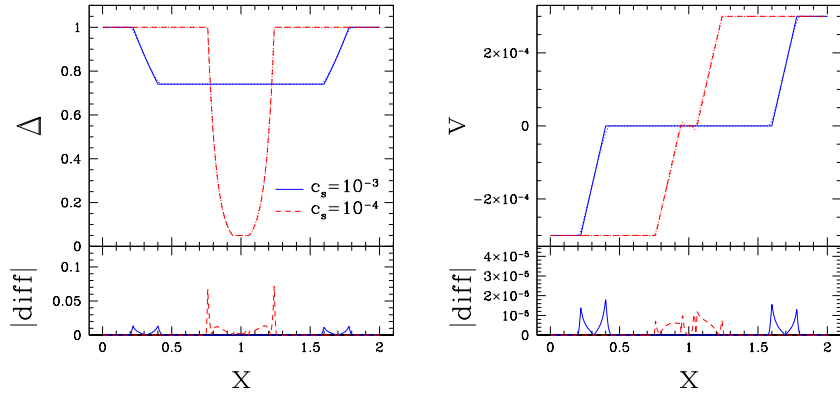 1
0.8
0.6
0.4
0.2
0
Δ
c_s=10^-3
c_s=10^-4
0.1
0.05
0
|diff|
0 0.5 1 1.5 2
X
2×10^-4
0
−2×10^-4
V
4×10^-5
3×10^-5
2×10^-5
10^-5
0
|diff|
0 0.5 1 1.5 2
X